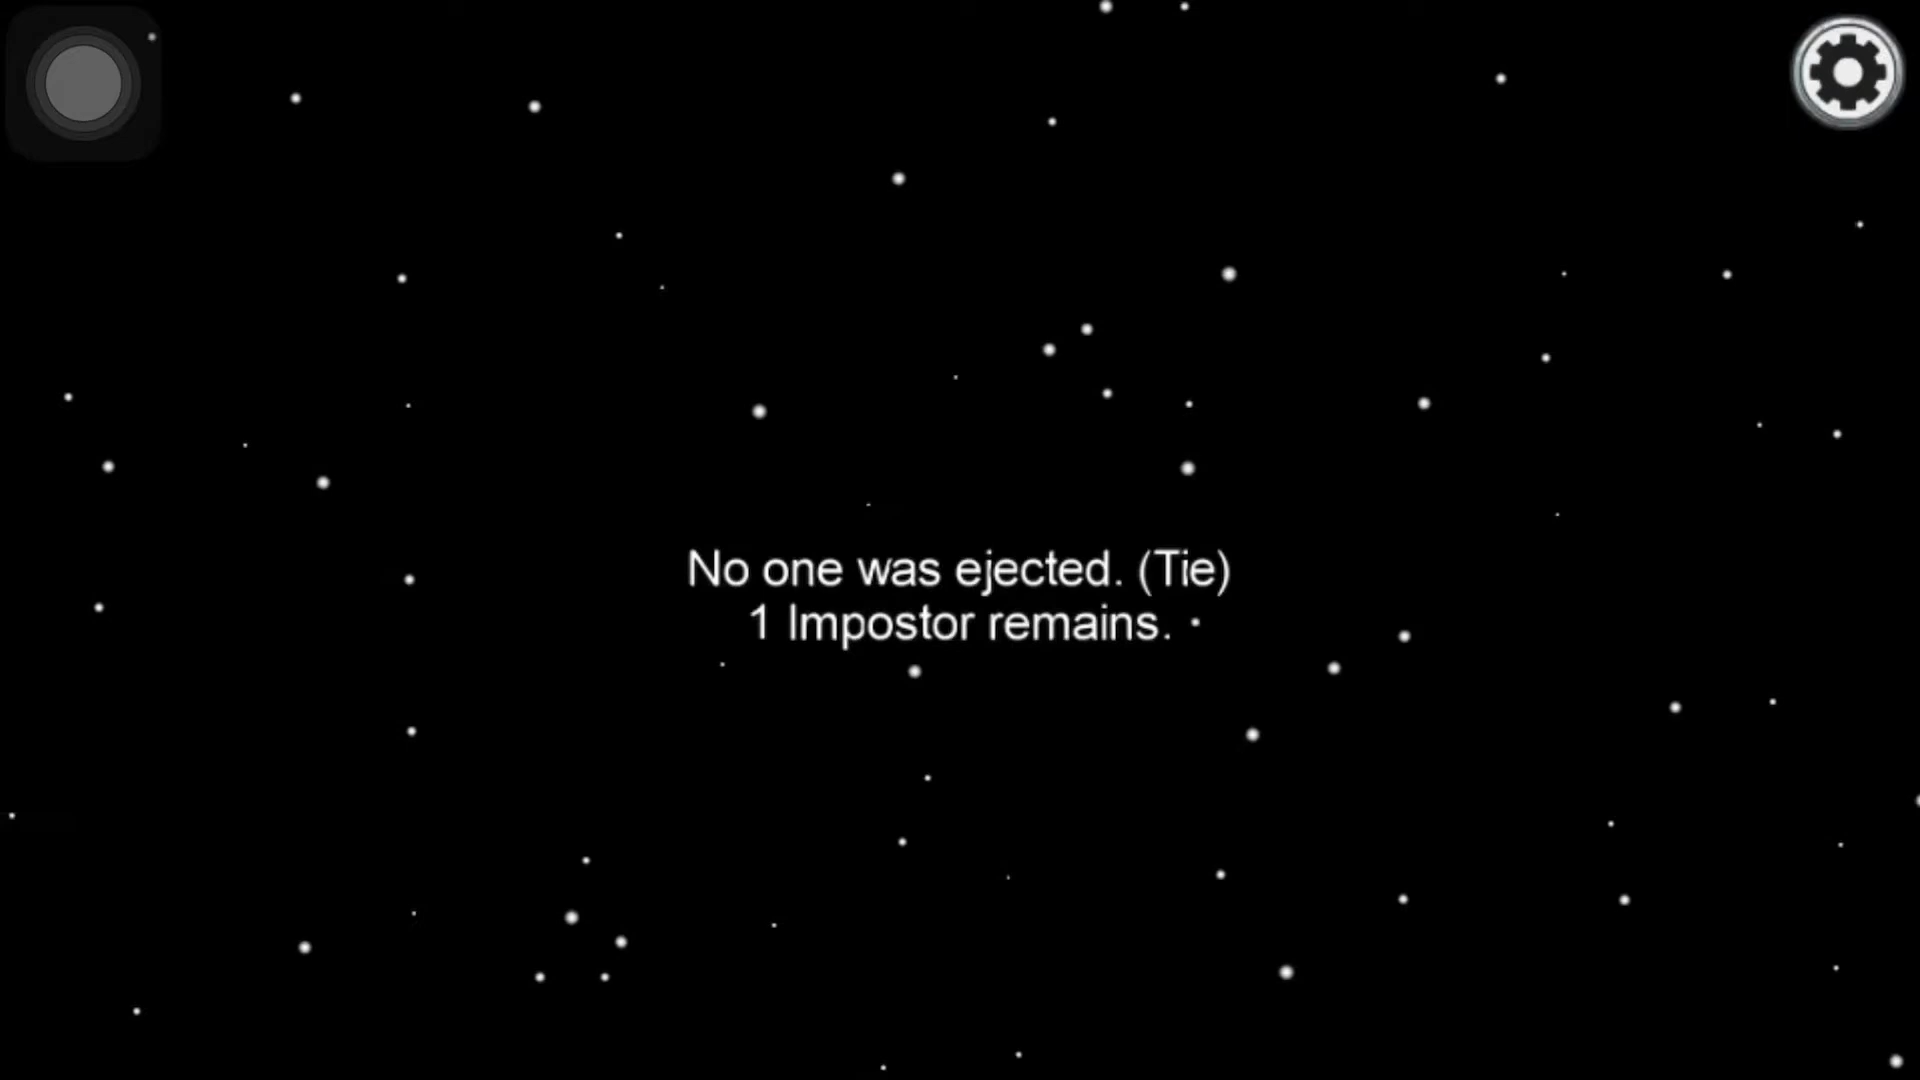 No one was ejected. (Tie)
1 Impostor remains.